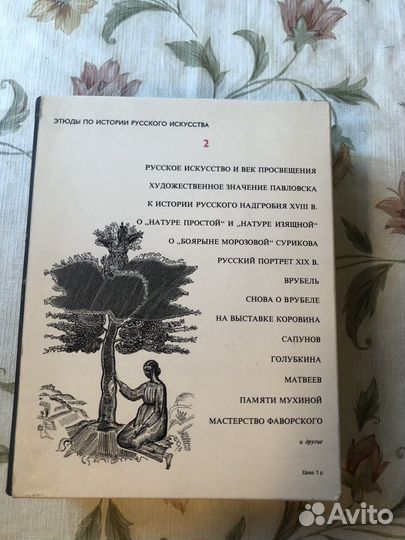 ЭТЮДЫ ПО ИСТОРИИ РУССКОГО ИСКУССТВА
2
РУССКОЕ ИСКУССТВО И ВЕК ПРОСВЕЩЕНИЯ
ХУДОЖЕСТВЕННОЕ ЗНАЧЕНИЕ ПАВЛОВСКА
К ИСТОРИИ РУССКОГО НАДГРОБИЯ XVIII В.
О „НАТУРЕ ПРОСТОЙ“ И „НАТУРЕ ИЗЯЩНОЙ“
О „БОЯРЫНЕ МОРОЗОВОЙ“ СУРИКОВА
РУССКИЙ ПОРТРЕТ XIX В.
ВРУБЕЛЬ
СНОВА О ВРУБЕЛЕ
НА ВЫСТАВКЕ КОРОВИНА
САПУНОВ
ГОЛУБКИНА
МАТВЕЕВ
ПАМЯТИ МУХИНОЙ
МАСТЕРСТВО ФАВОРСКОГО
и другие
Цена 5 р.
Avito